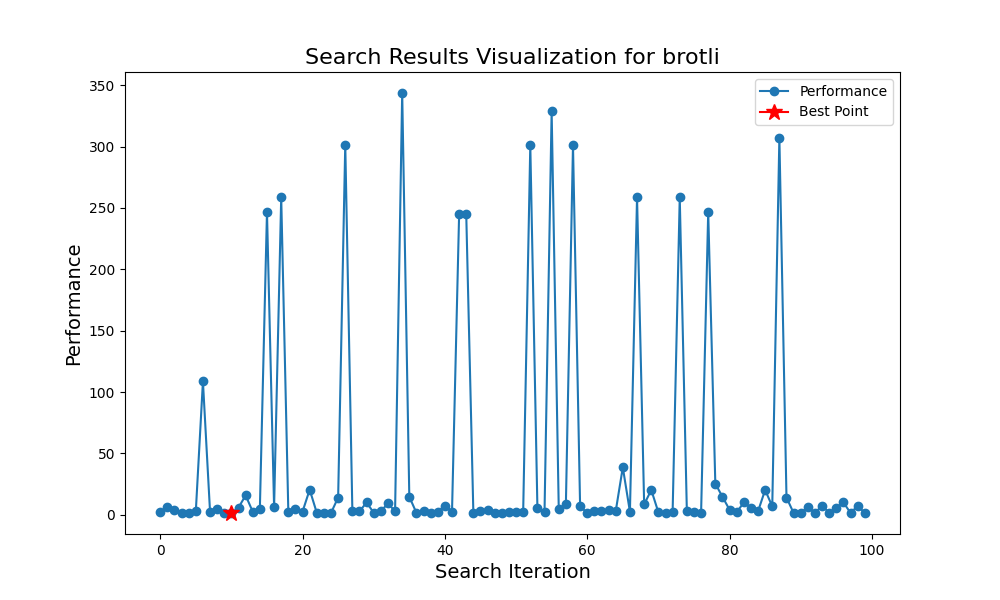 Search Results Visualization for brotli
Performance
Best Point
350
300
250
200
150
100
50
0
Performance
0 20 40 60 80 100
Search Iteration